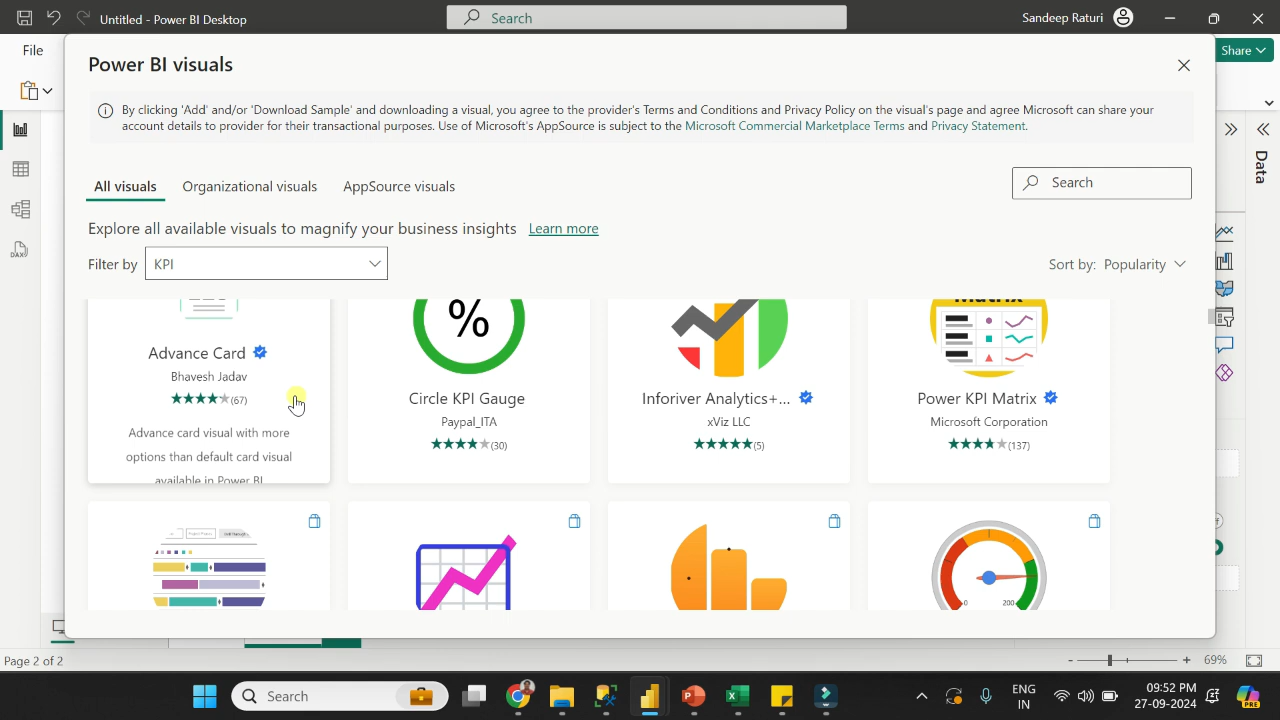 Untitled - Power BI Desktop
Search
Sandeep Raturi
File
Share
Power BI visuals
By clicking 'Add' and/or 'Download Sample' and downloading a visual, you agree to the provider's Terms and Conditions and Privacy Policy on the visual's page and agree Microsoft can share your
account details to provider for their transactional purposes. Use of Microsoft's AppSource is subject to the Microsoft Commercial Marketplace Terms and Privacy Statement.
Data
All visuals
Organizational visuals
AppSource visuals
Search
Explore all available visuals to magnify your business insights Learn more
Filter by KPI
Sort by: Popularity
%
Matrix
Advance Card
Bhavesh Jadav
(67)
Advance card visual with more
options than default card visual
available in Power BI
Circle KPI Gauge
Paypal_ITA
(30)
Inforiver Analytics+...
xViz LLC
(5)
Power KPI Matrix
Microsoft Corporation
(137)
0
200
DAX
Page 2 of 2
- + 69%
Search
ENG
IN
09:52 PM
27-09-2024
PRE